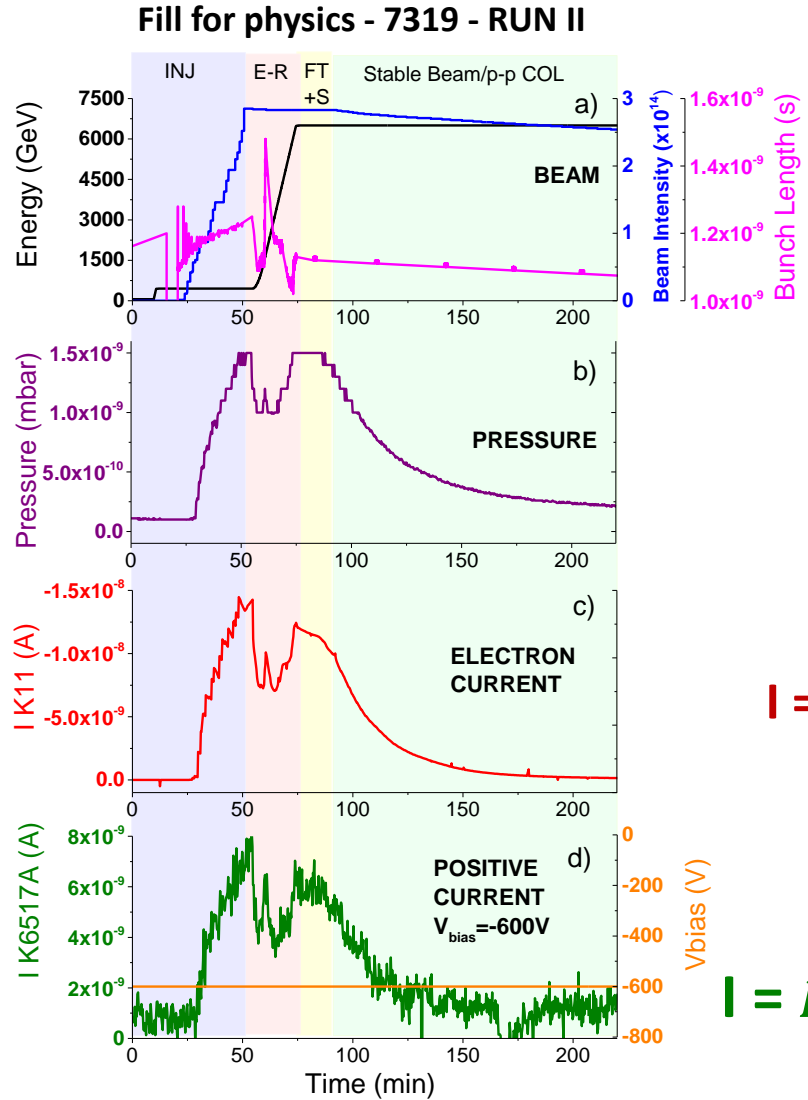 Fill for physics - 7319 - RUN II
INJ
E-R
FT
+S
Stable Beam/p-p COL
7500
6000
4500
3000
1500
0
Energy (GeV)
a)
BEAM
3
2
1
0
Beam Intensity (x10¹⁴)
1.6x10⁻⁹
1.4x10⁻⁹
1.2x10⁻⁹
1.0x10⁻⁹
Bunch Length (s)
0 50 100 150 200
1.5x10⁻⁹
1.0x10⁻⁹
5.0x10⁻¹⁰
0.0
Pressure (mbar)
b)
PRESSURE
0 50 100 150 200
-1.5x10⁻⁸
-1.0x10⁻⁸
-5.0x10⁻⁹
0.0
I K11 (A)
c)
ELECTRON
CURRENT
I =
0 50 100 150 200
8x10⁻⁹
6x10⁻⁹
4x10⁻⁹
2x10⁻⁹
0
I K6517A (A)
d)
POSITIVE
CURRENT
V_bias=-600V
0
-200
-400
-600
-800
Vbias (V)
I =
0 50 100 150 200
Time (min)